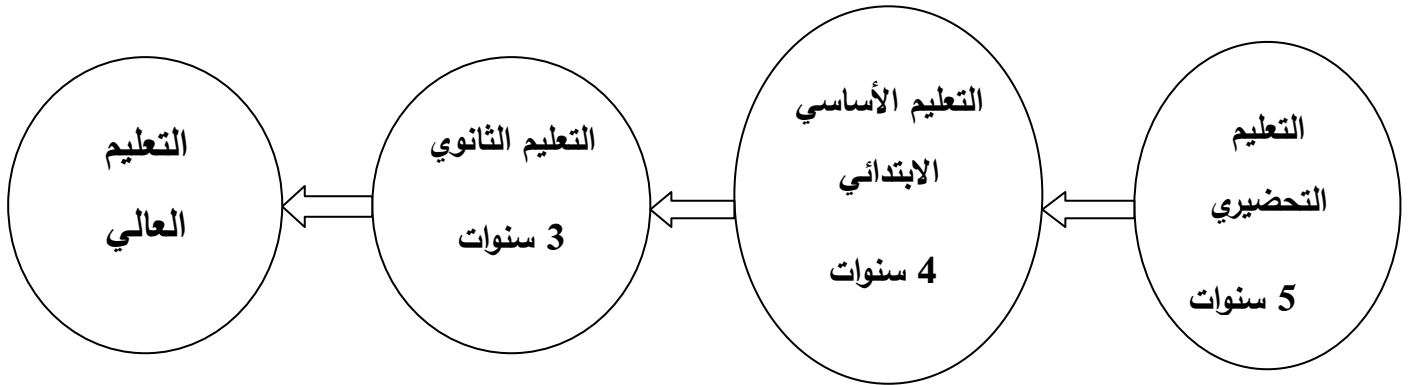 التعليم
التحضيري
5 سنوات
التعليم الأساسي
الابتدائي
4 سنوات
التعليم الثانوي
3 سنوات
التعليم
العالي